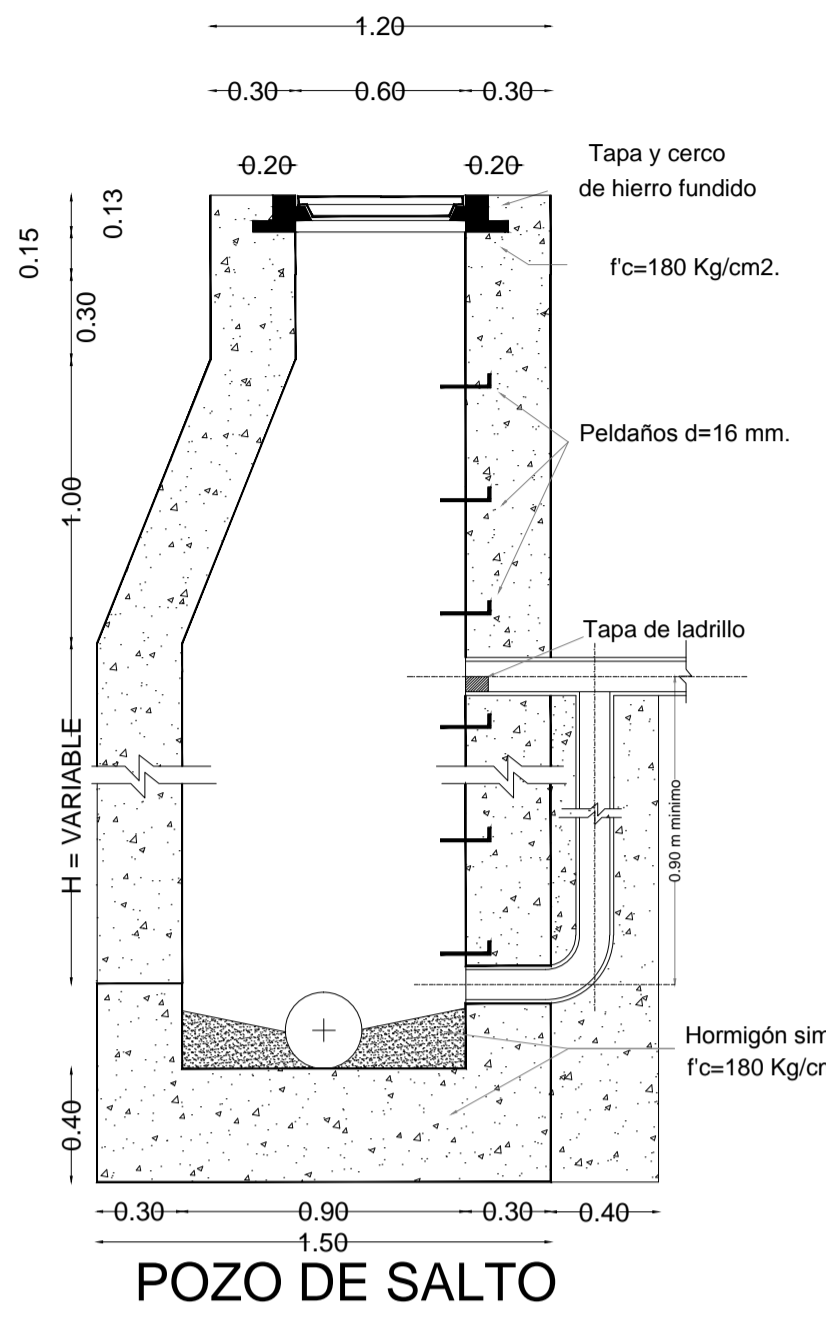 1.20
0.30
0.60
0.30
0.20
0.20
Tapa y cerco
de hierro fundido
0.13
0.15
f'c=180 Kg/cm2.
0.30
Peldaños d=16 mm.
1.00
Tapa de ladrillo
H = VARIABLE
0.90 m minimo
Hormigón sim
f'c=180 Kg/cm
0.40
0.30
0.90
0.30
0.40
1.50
POZO DE SALTO